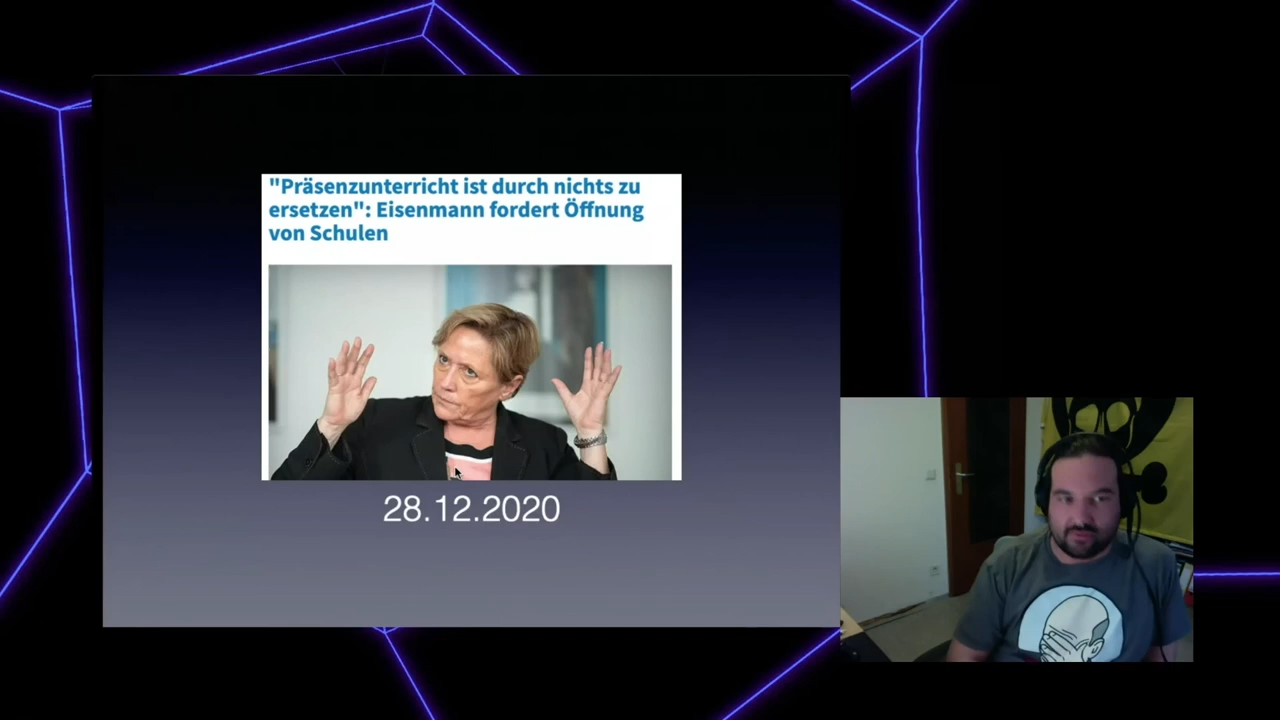 "Präsenzunterricht ist durch nichts zu
ersetzen": Eisenmann fordert Öffnung
von Schulen
28.12.2020